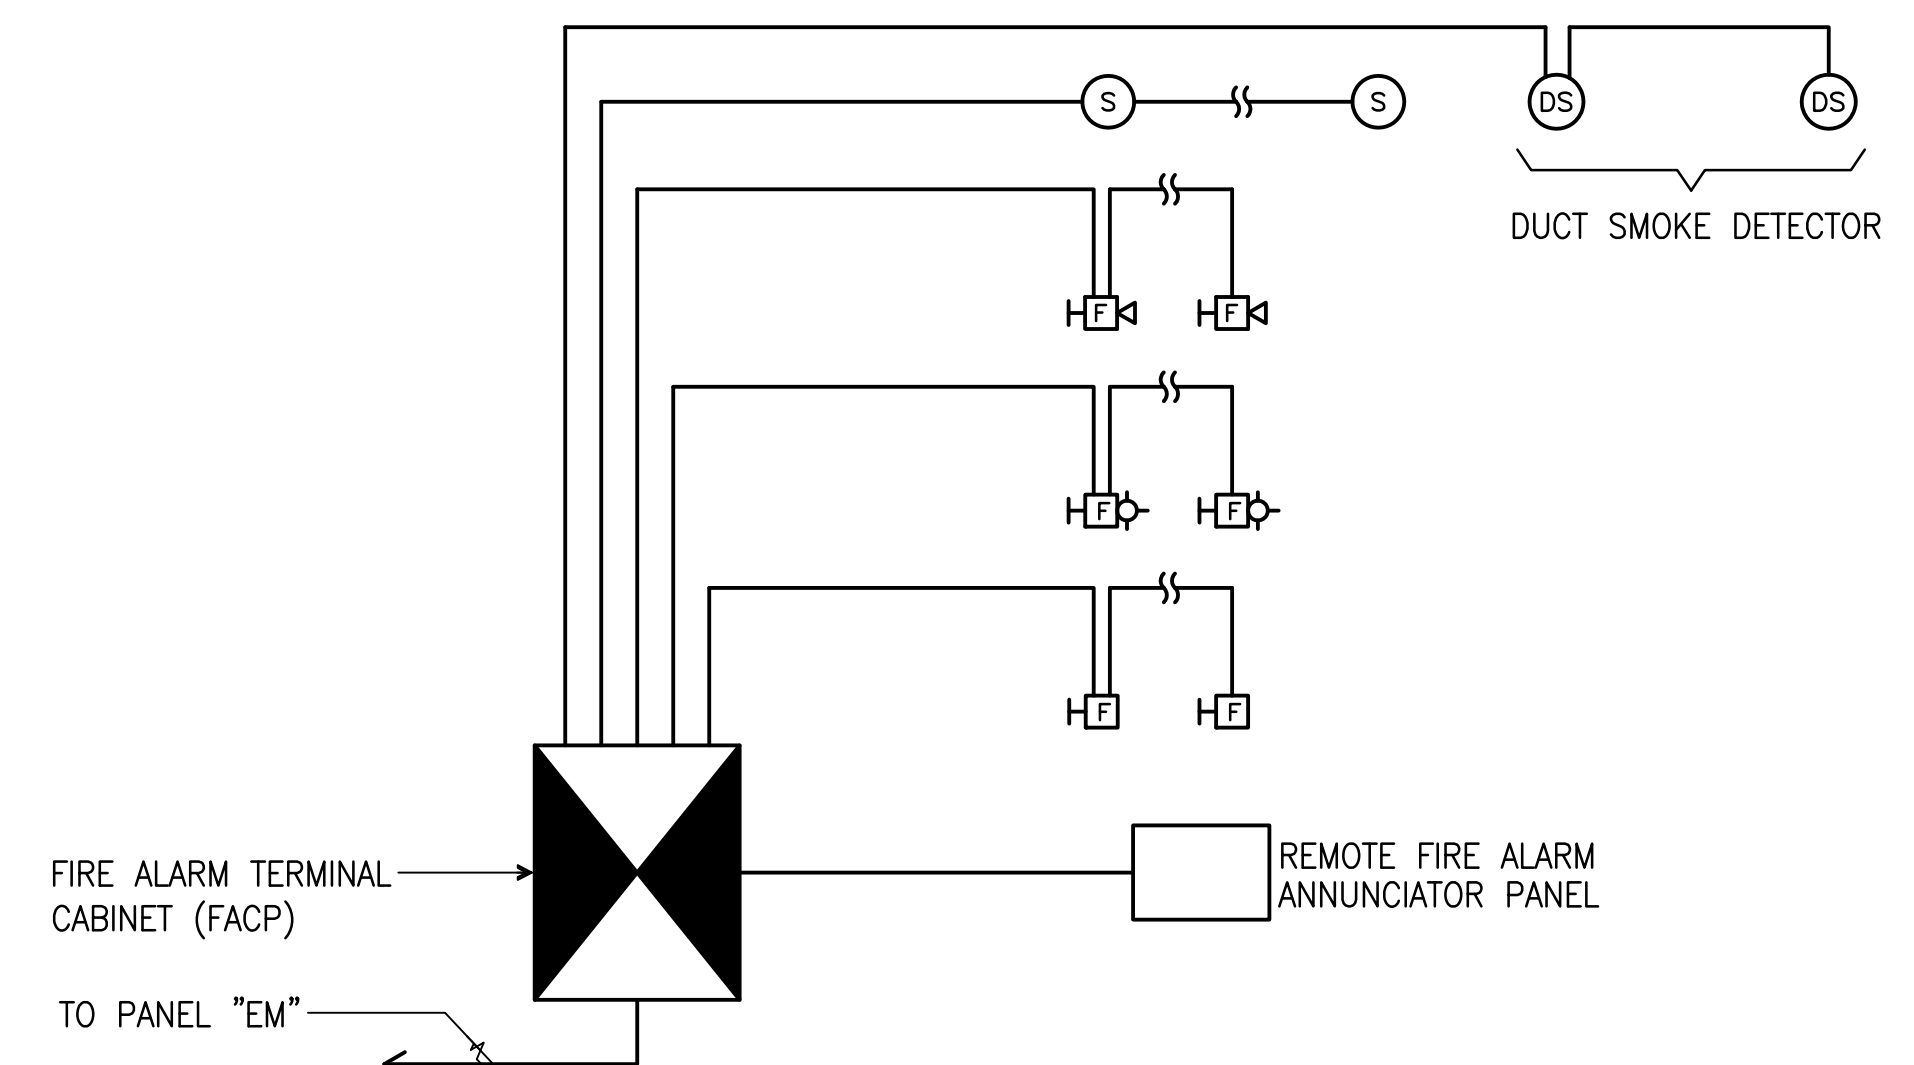 S
S
DS
DS
DUCT SMOKE DETECTOR
F
F
F
F
F
F
FIRE ALARM TERMINAL
CABINET (FACP)
REMOTE FIRE ALARM
ANNUNCIATOR PANEL
TO PANEL "EM"